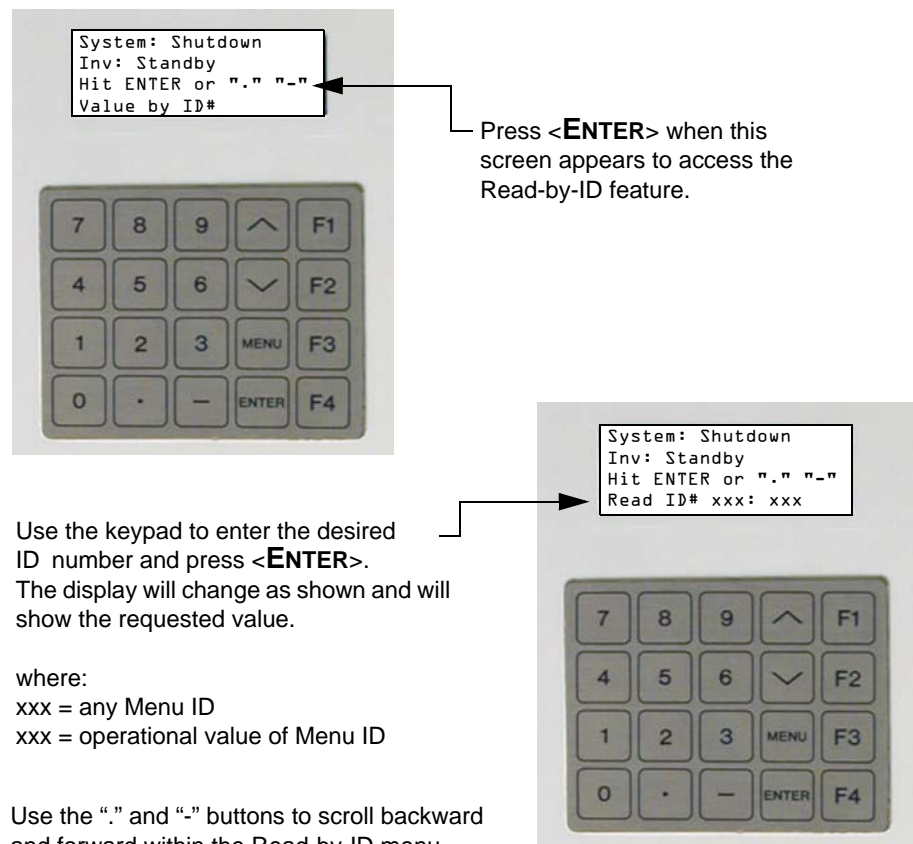 System: Shutdown
Inv: Standby
Hit ENTER or "." "-"
Value by ID#
Press <ENTER> when this
screen appears to access the
Read-by-ID feature.
7 8 9 F1
4 5 6 F2
1 2 3 MENU F3
0 . – ENTER F4
System: Shutdown
Inv: Standby
Hit ENTER or "." "-"
Read ID# xxx: xxx
Use the keypad to enter the desired
ID number and press <ENTER>.
The display will change as shown and will
show the requested value.
where:
xxx = any Menu ID
xxx = operational value of Menu ID
7 8 9 F1
4 5 6 F2
1 2 3 MENU F3
0 . – ENTER F4
Use the “.” and “-” buttons to scroll backward
and forward within the Read-by-ID menu